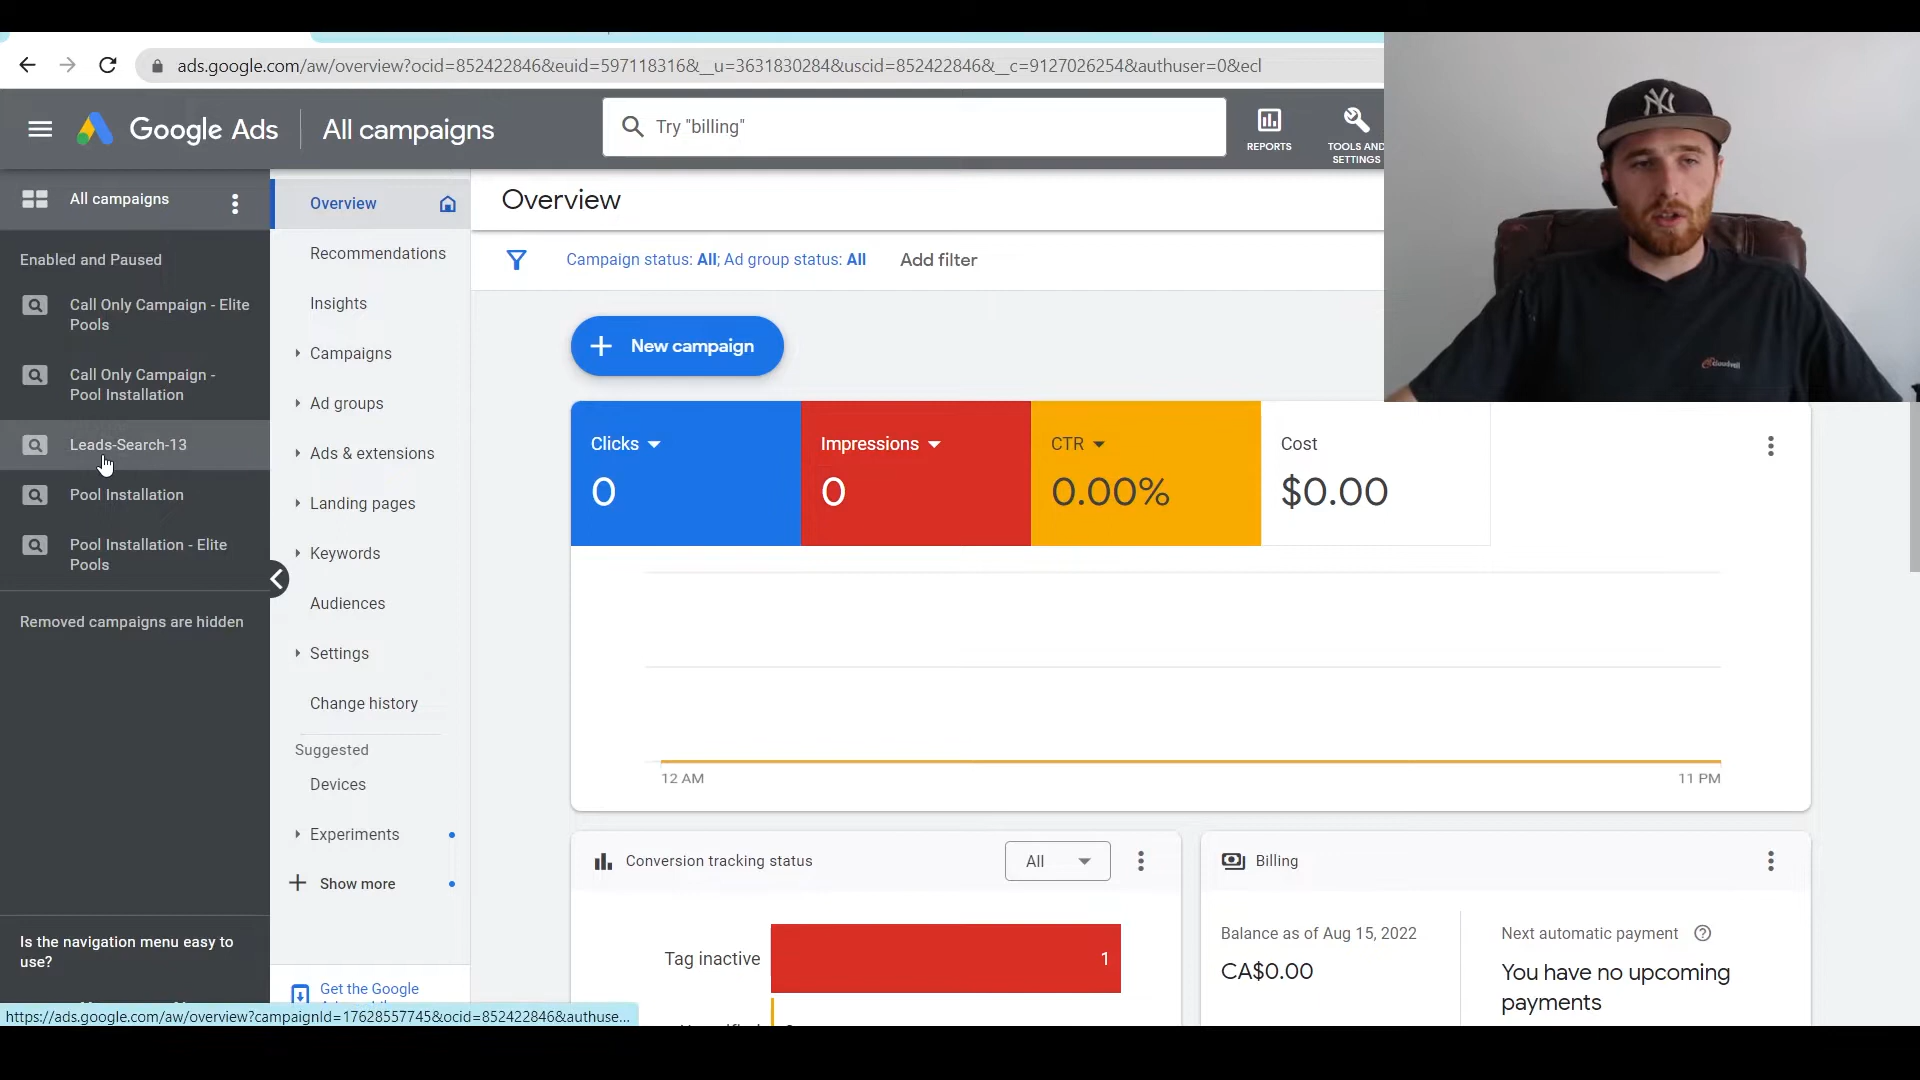 ads.google.com/aw/overview?ocid=852422846&euid=597118316&__u=3631830284&uscid=852422846&__c=9127026254&authuser=0&ecl
Google Ads
All campaigns
Try "billing"
REPORTS
TOOLS AND
SETTINGS
All campaigns
Enabled and Paused
Call Only Campaign - Elite
Pools
Call Only Campaign -
Pool Installation
Leads-Search-13
Pool Installation
Pool Installation - Elite
Pools
Removed campaigns are hidden
Is the navigation menu easy to
use?
Overview
Recommendations
Insights
Campaigns
Ad groups
Ads & extensions
Landing pages
Keywords
Audiences
Settings
Change history
Suggested
Devices
Experiments
Show more
Get the Google
Overview
Campaign status: All; Ad group status: All
Add filter
New campaign
Clicks
0
Impressions
0
CTR
0.00%
Cost
$0.00
12 AM
11 PM
Conversion tracking status
All
Tag inactive
1
Billing
Balance as of Aug 15, 2022
CA$0.00
Next automatic payment
You have no upcoming
payments
https://ads.google.com/aw/overview?campaignId=17628557745&ocid=852422846&authuse...
NY